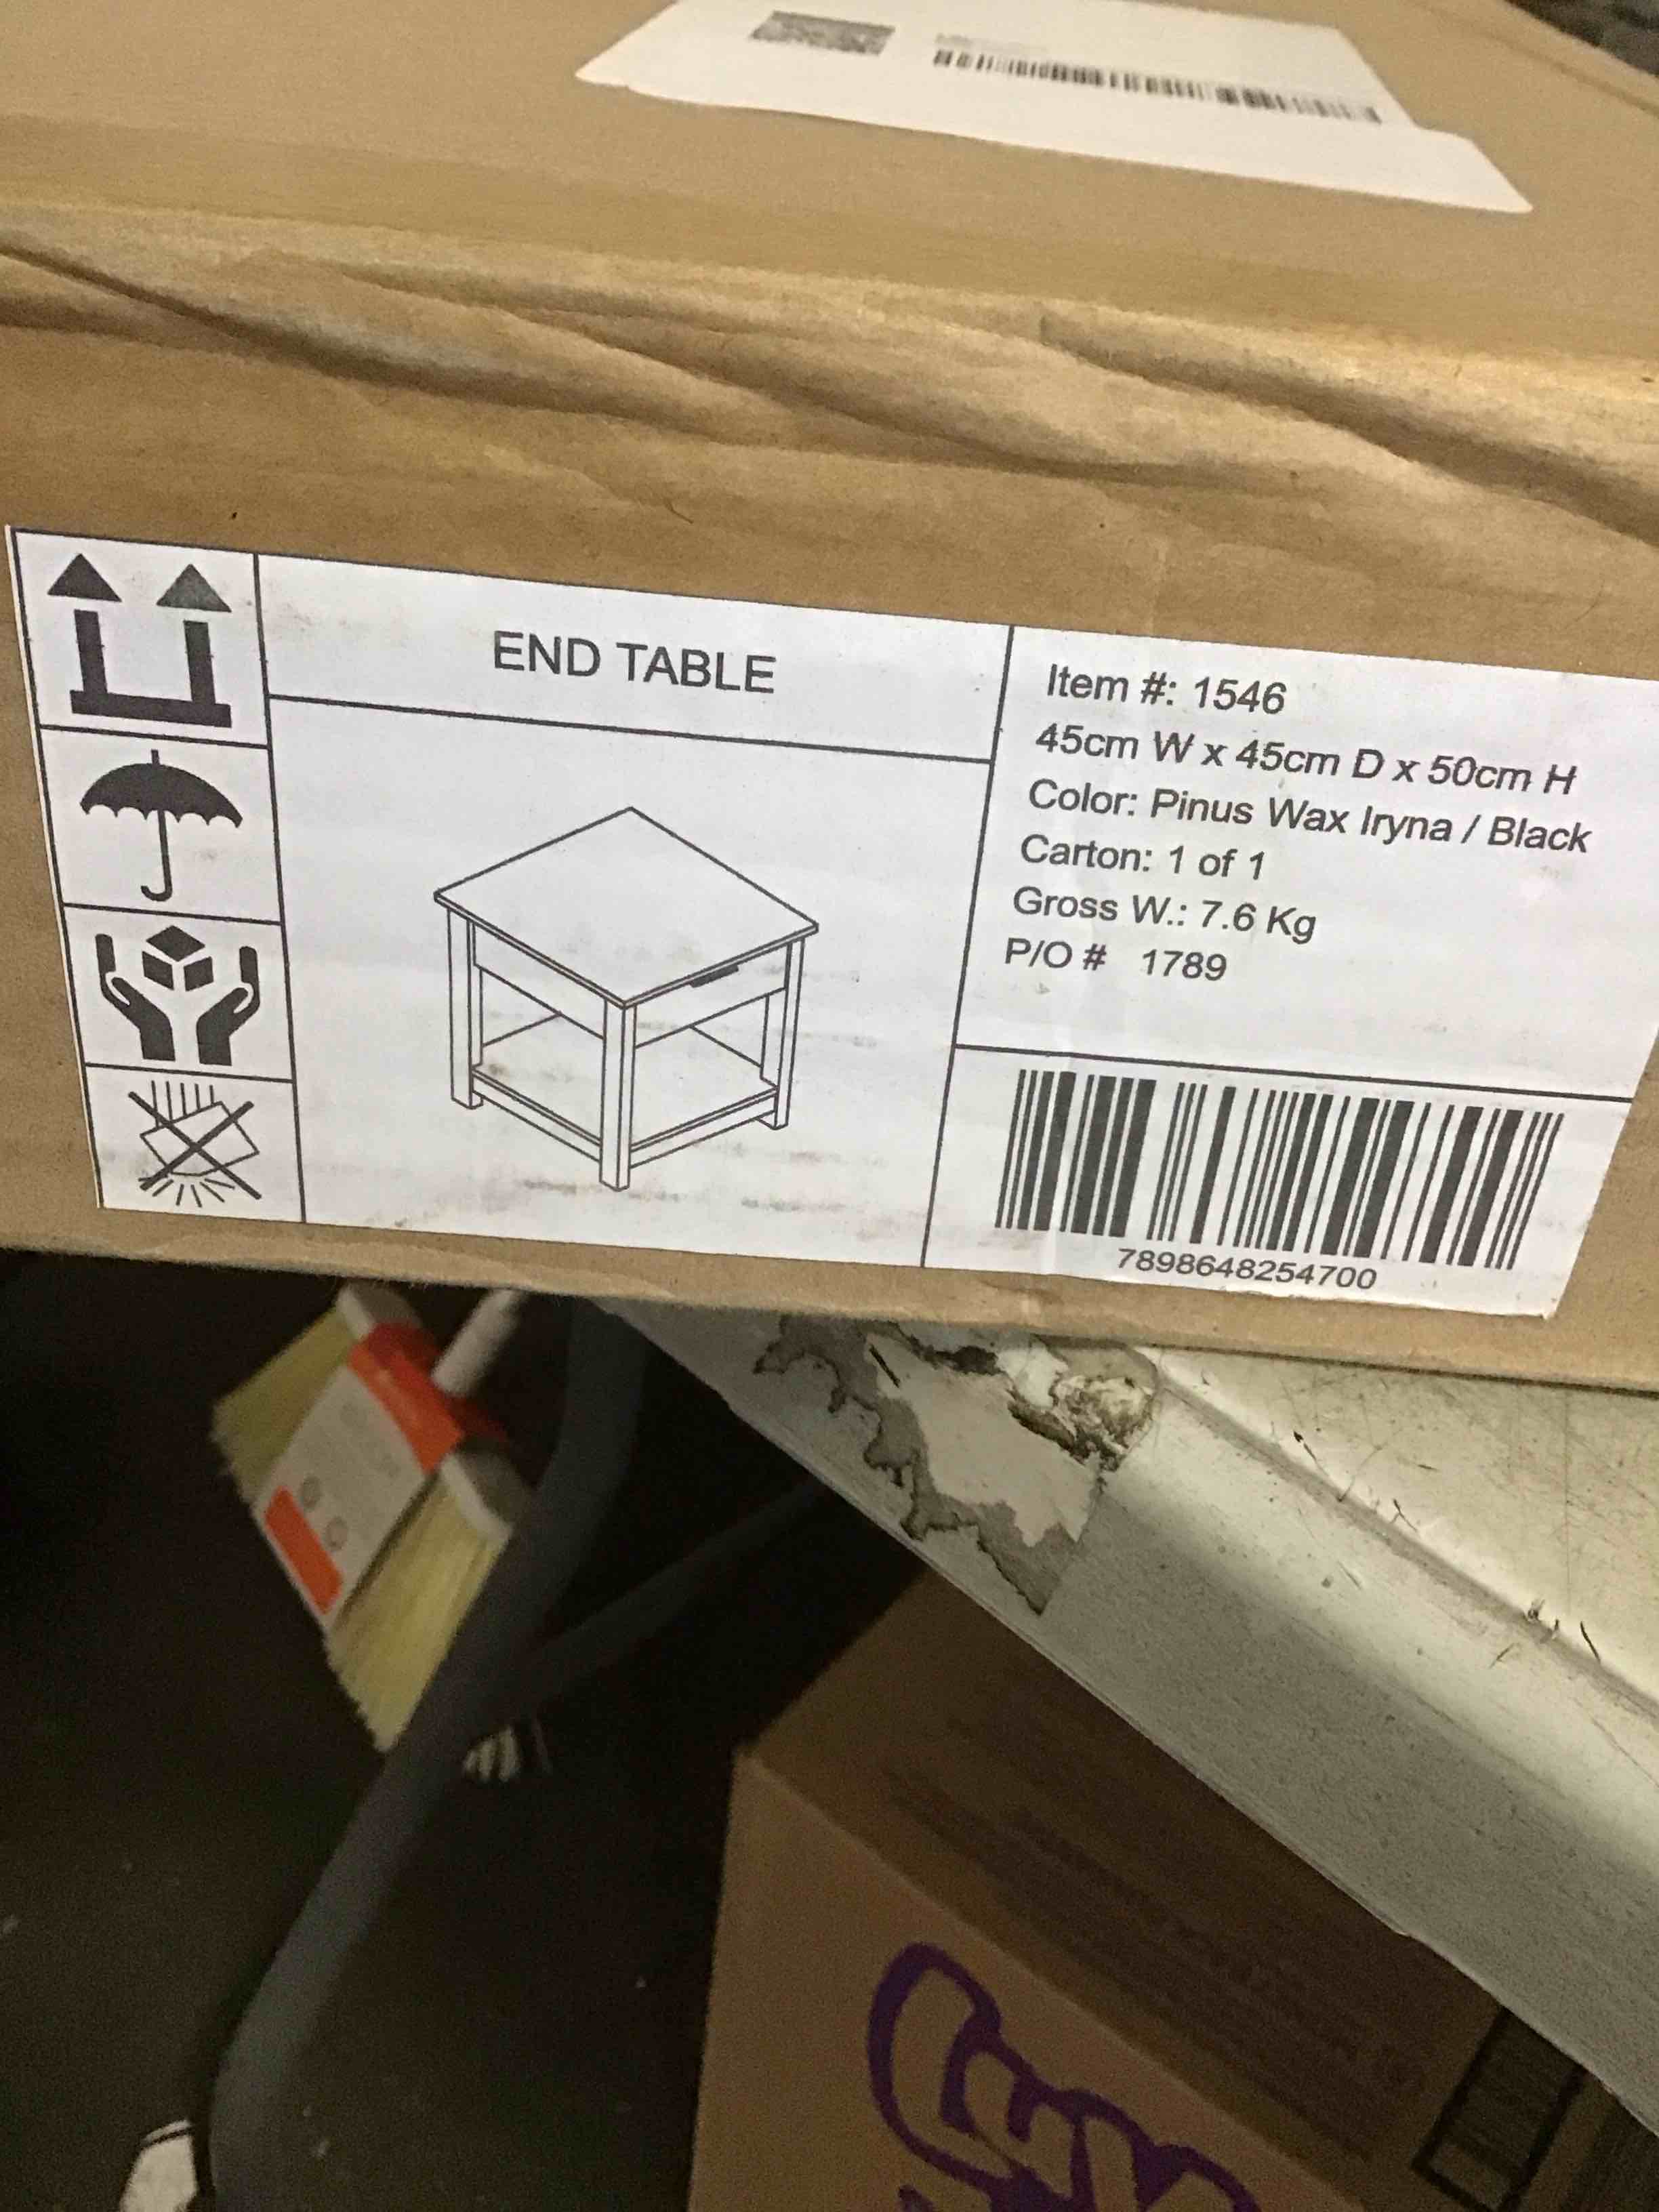 END TABLE
Item #: 1546
45cm W x 45cm D x 50cm H
Color: Pinus Wax Iryna / Black
Carton: 1 of 1
Gross W.: 7.6 Kg
P/O # 1789
7898648254700